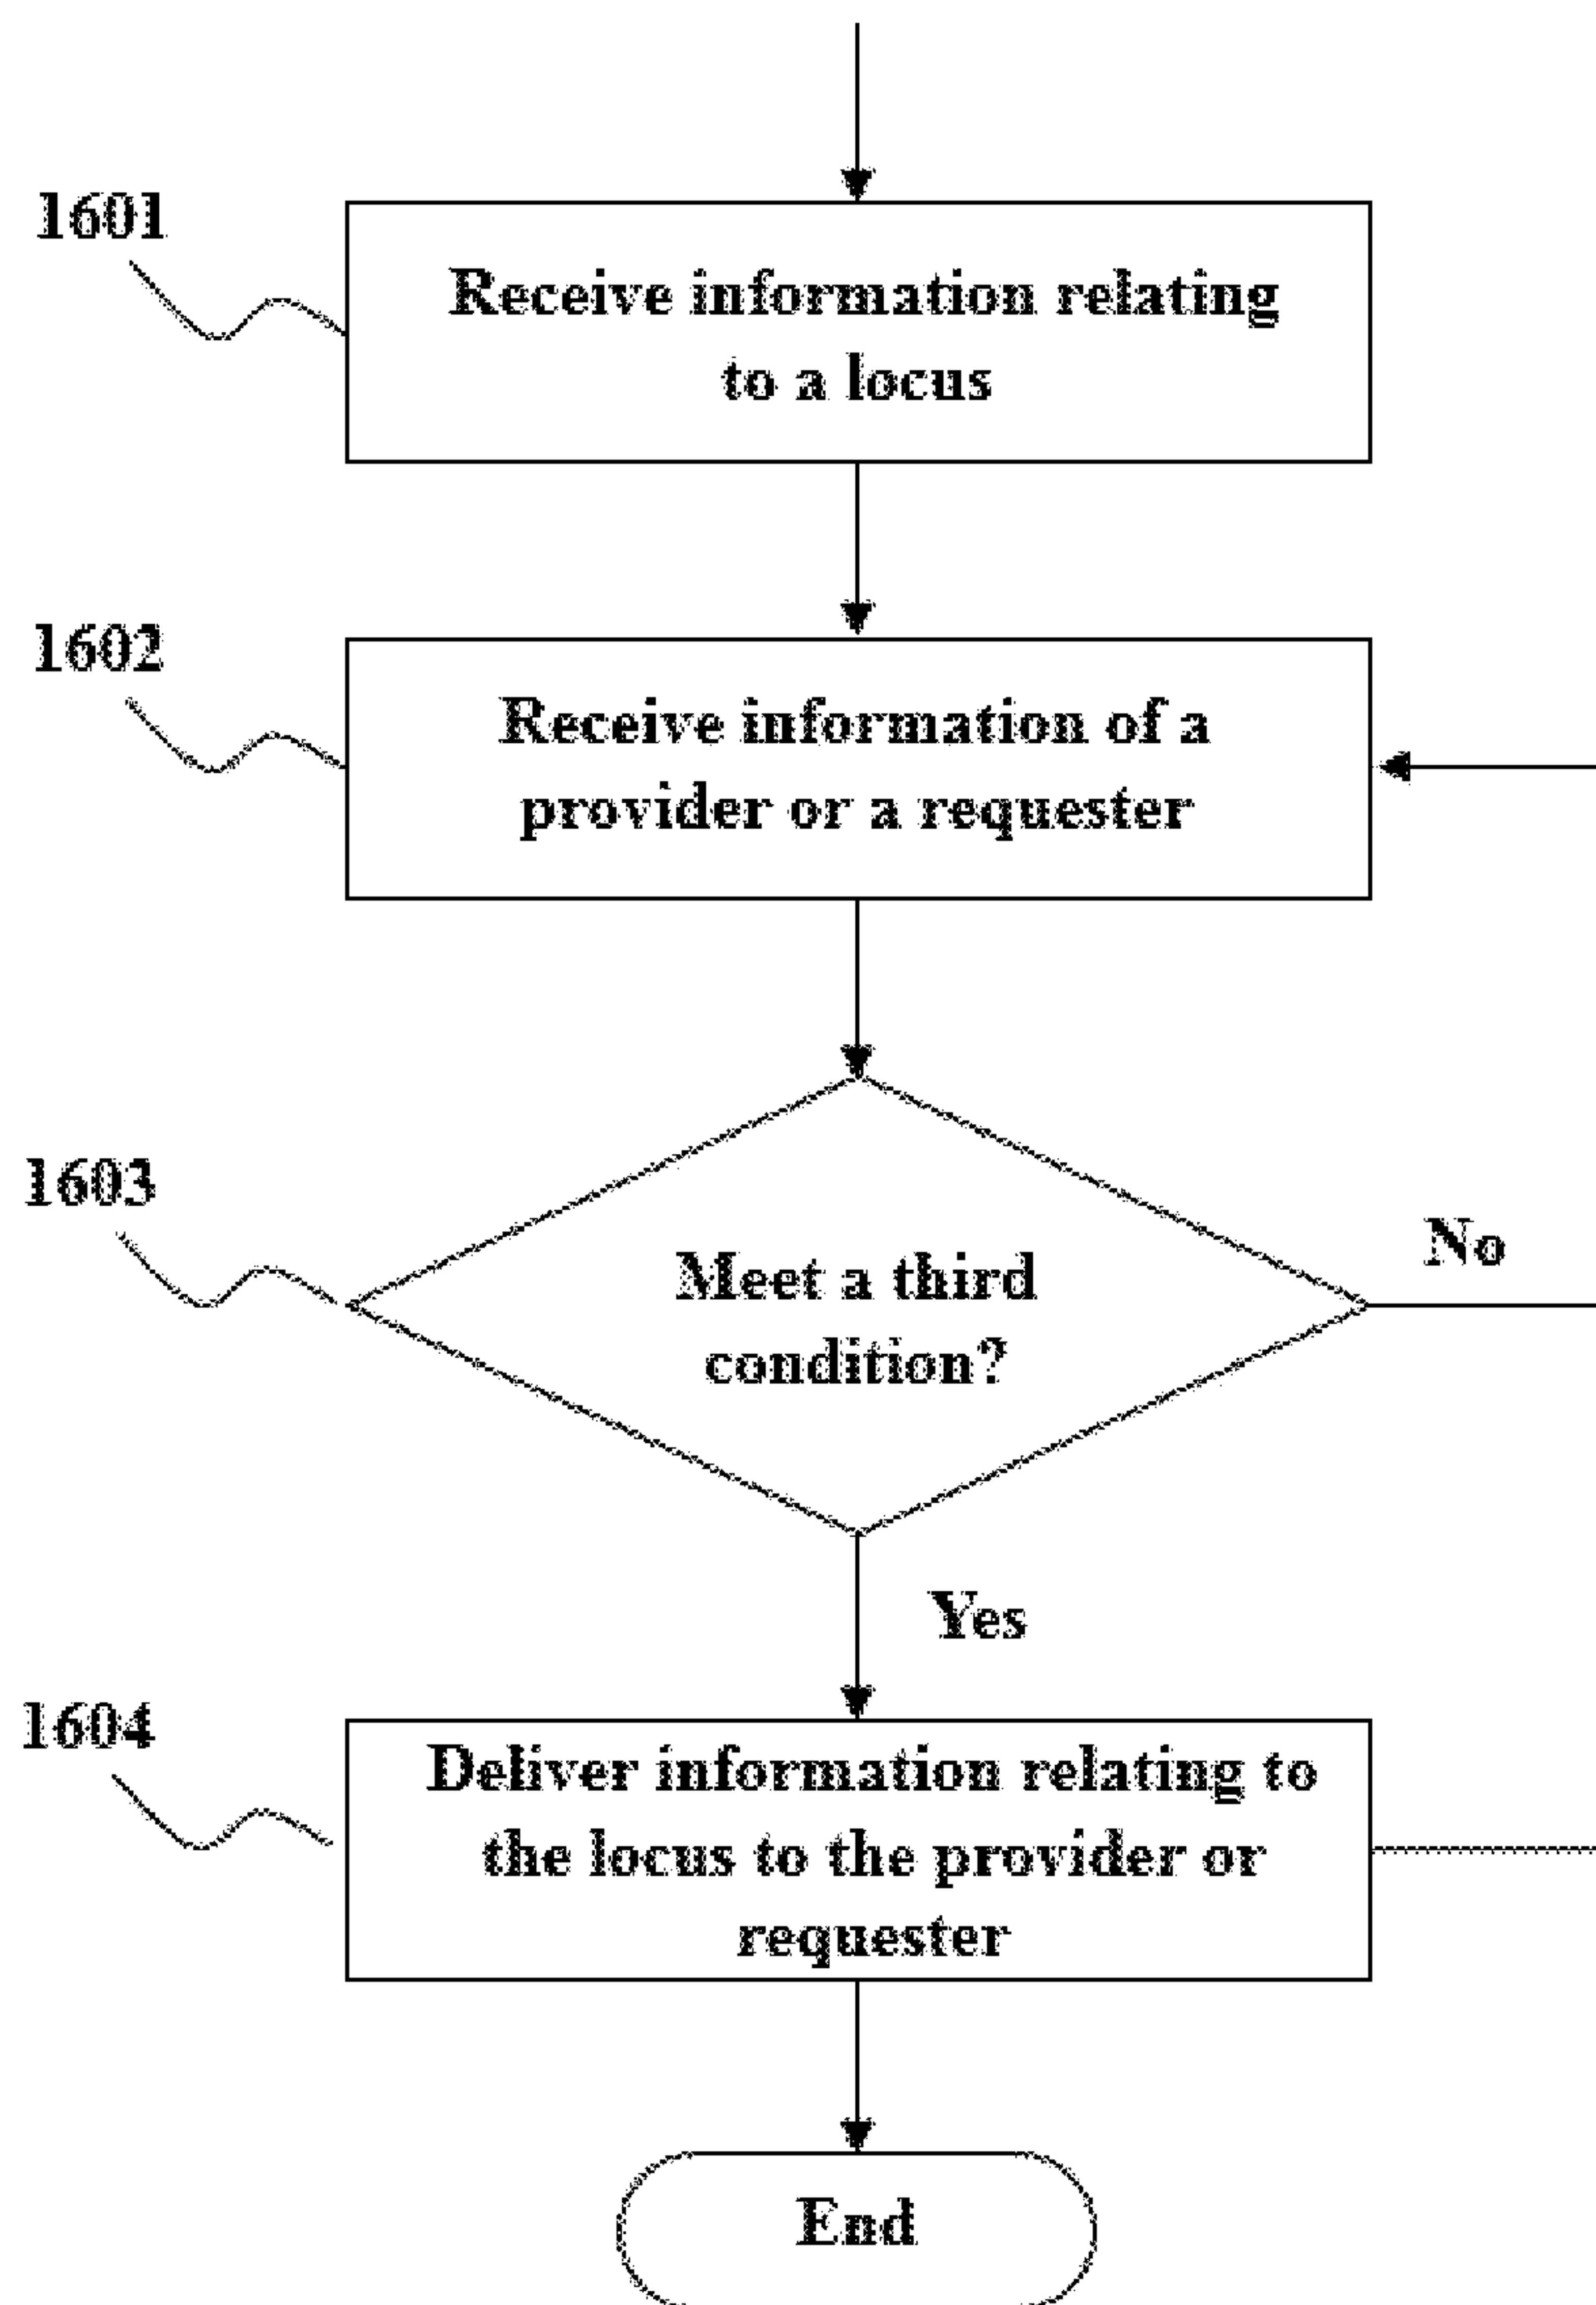 1601
Receive information relating
to a locus
1602
Receive information of a
provider or a requester
1603
Meet a third
condition?
No
Yes
1604
Deliver information relating to
the locus to the provider or
requester
End